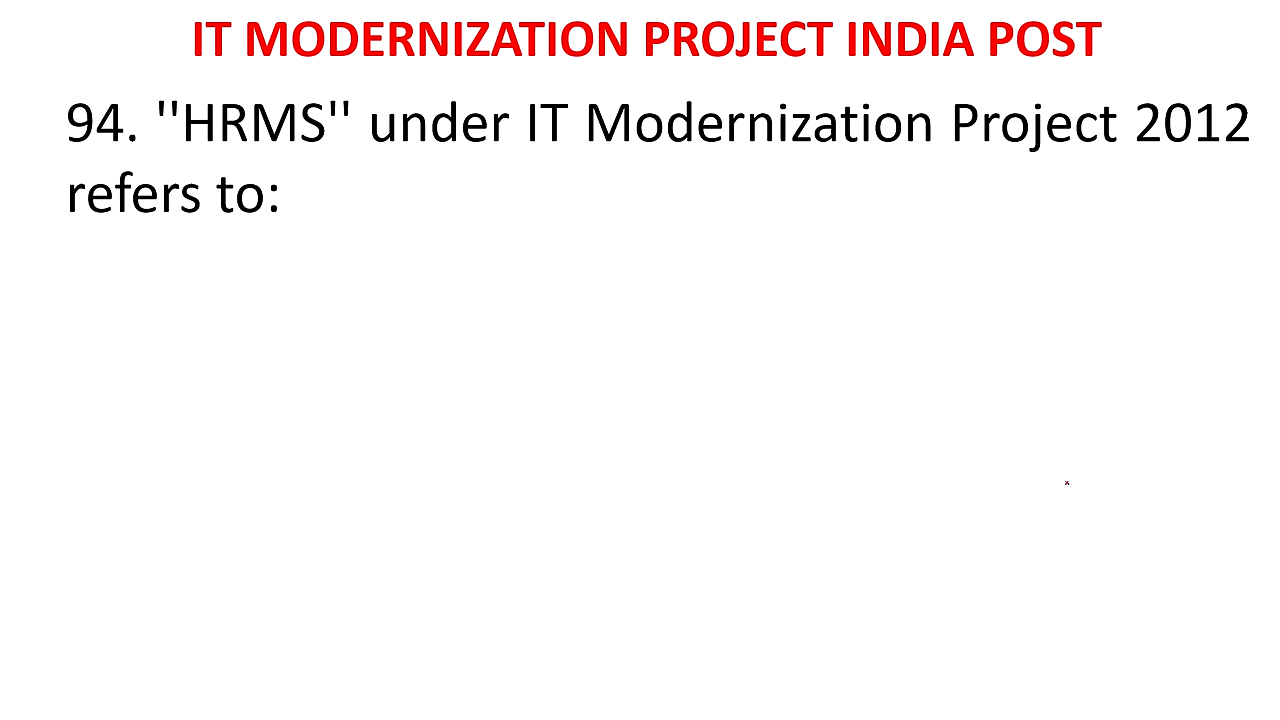 IT MODERNIZATION PROJECT INDIA POST
94. "HRMS" under IT Modernization Project 2012
refers to: